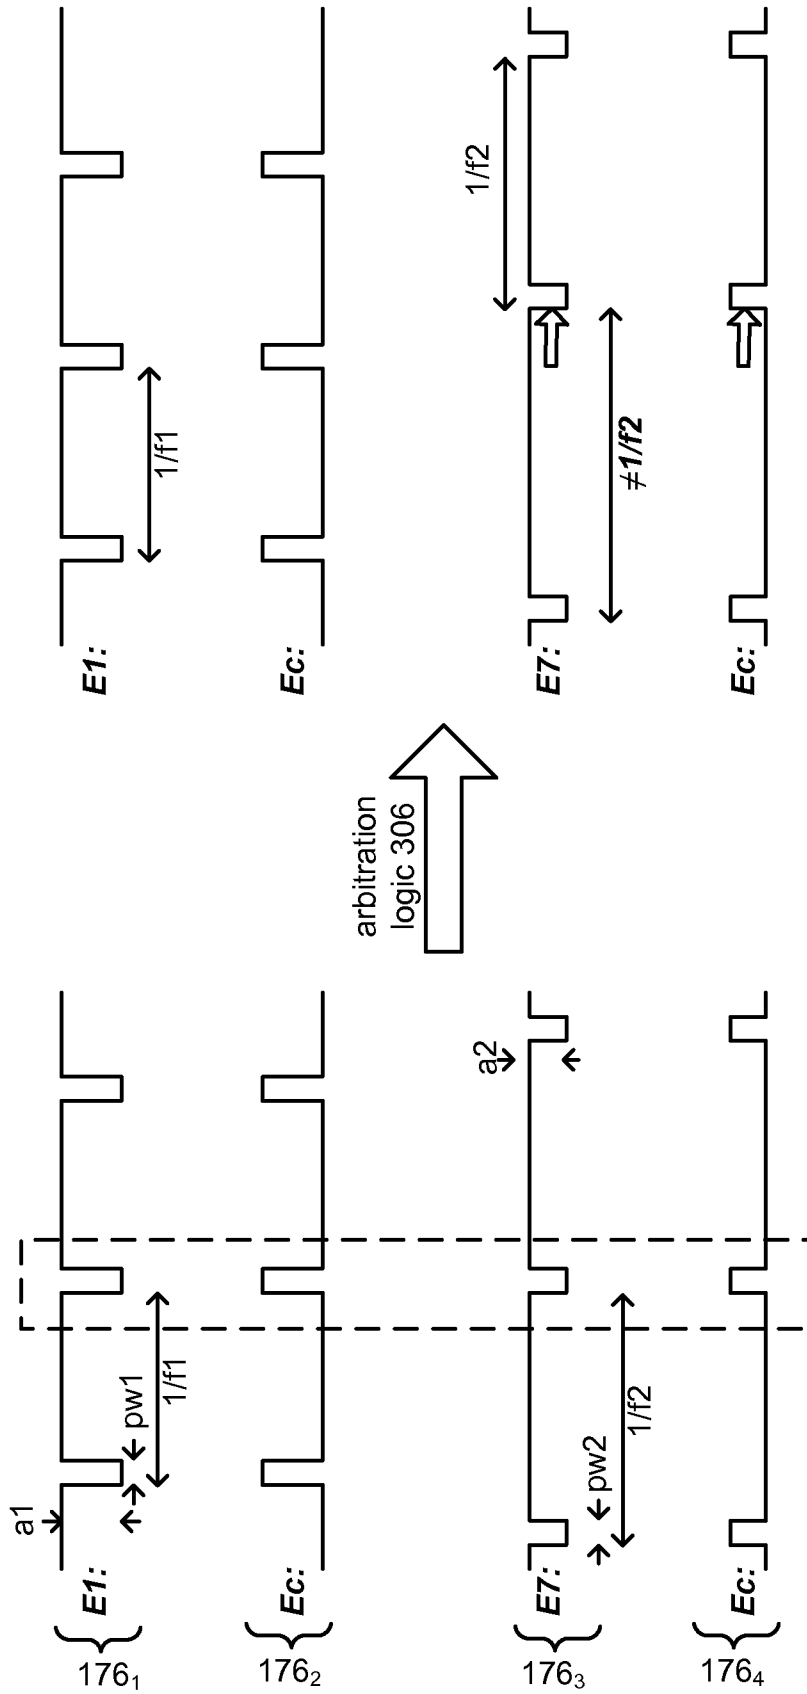 176₁
E1:
a1
pw1
1/f1
176₂
Ec:
176₃
E7:
pw2
1/f2
a2
176₄
Ec:
arbitration
logic 306
E1:
1/f1
Ec:
E7:
≠1/f2
1/f2
Ec: